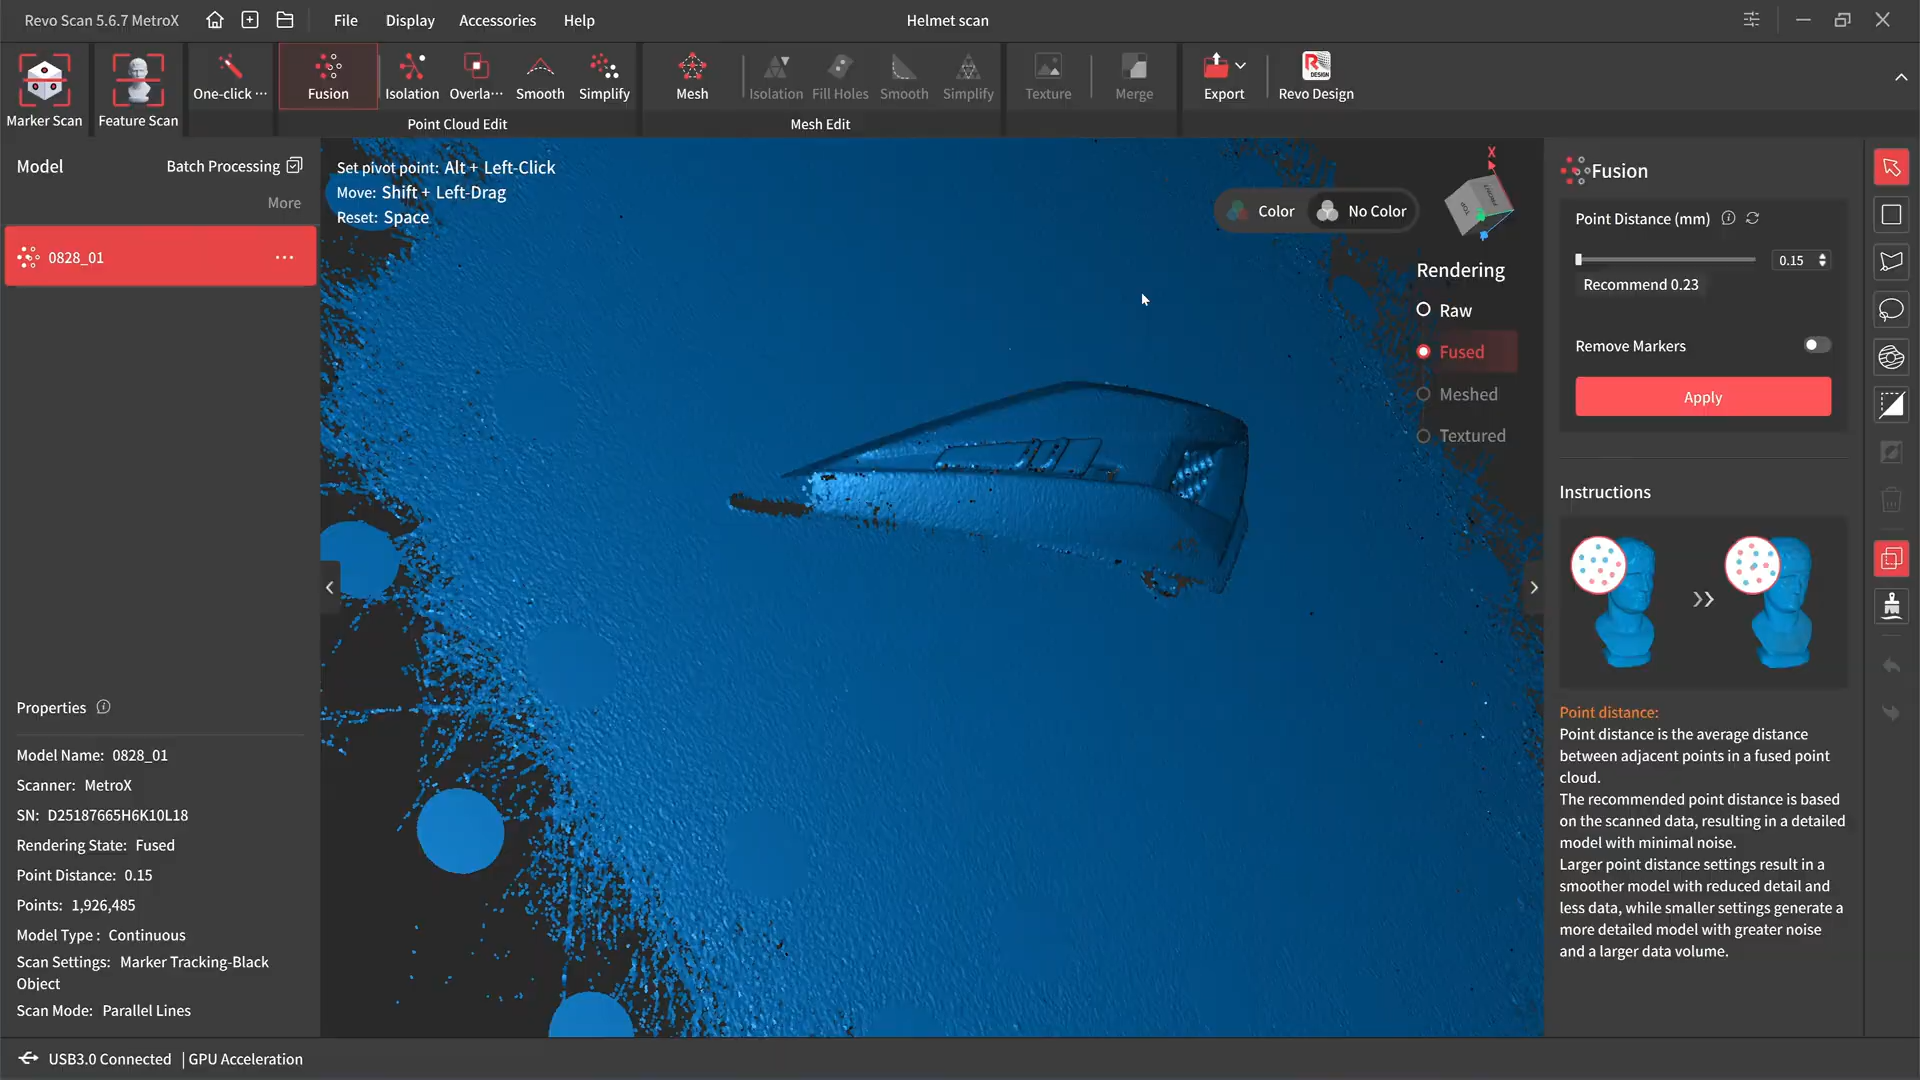 Revo Scan 5.6.7 MetroX
File
Display
Accessories
Help
Helmet scan
Marker Scan
Feature Scan
One-click ···
Fusion
Isolation
Overla···
Smooth
Simplify
Point Cloud Edit
Mesh
Isolation
Fill Holes
Smooth
Simplify
Mesh Edit
Texture
Merge
Export
Revo Design
Model
Batch Processing
More
0828_01
···
Set pivot point: Alt + Left-Click
Move: Shift + Left-Drag
Reset: Space
Color
No Color
X
TOP
FRONT
Rendering
Raw
Fused
Meshed
Textured
Fusion
Point Distance (mm)
0.15
Recommend 0.23
Remove Markers
Apply
Instructions
Point distance:
Point distance is the average distance
between adjacent points in a fused point
cloud.
The recommended point distance is based
on the scanned data, resulting in a detailed
model with minimal noise.
Larger point distance settings result in a
smoother model with reduced detail and
less data, while smaller settings generate a
more detailed model with greater noise
and a larger data volume.
Properties
Model Name: 0828_01
Scanner: MetroX
SN: D25187665H6K10L18
Rendering State: Fused
Point Distance: 0.15
Points: 1,926,485
Model Type : Continuous
Scan Settings: Marker Tracking-Black
Object
Scan Mode: Parallel Lines
USB3.0 Connected | GPU Acceleration